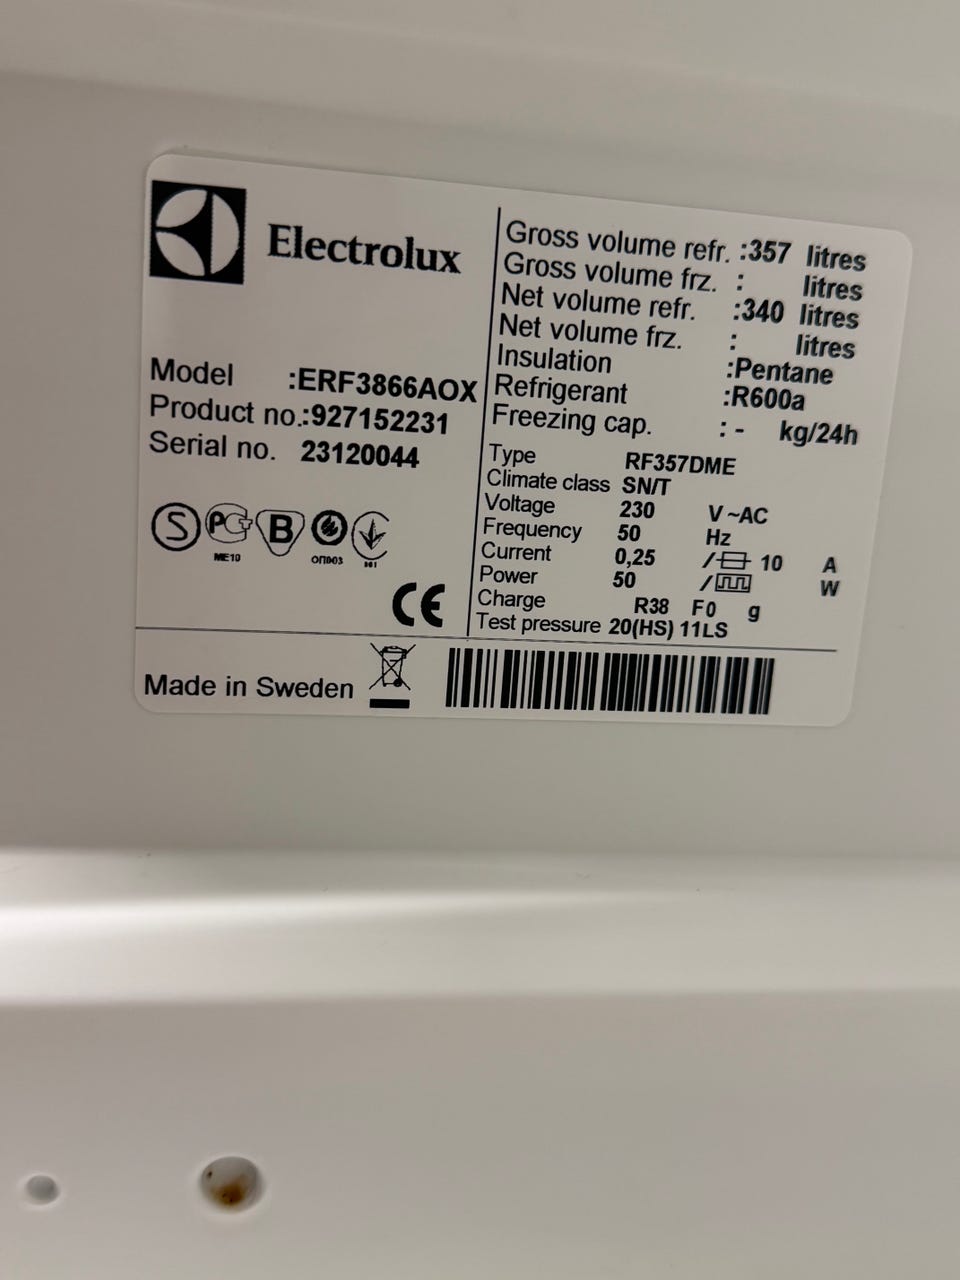 Electrolux
Model :ERF3866AOX
Product no.:927152231
Serial no. 23120044
S PCT B
ME10 ОП003
CE
Gross volume refr. :357 litres
Gross volume frz. : litres
Net volume refr. :340 litres
Net volume frz. : litres
Insulation :Pentane
Refrigerant :R600a
Freezing cap. : - kg/24h
Type RF357DME
Climate class SN/T
Voltage 230 V ~AC
Frequency 50 Hz
Current 0,25 / 10 A
Power 50 / W
Charge R38 F0 g
Test pressure 20(HS) 11LS
Made in Sweden